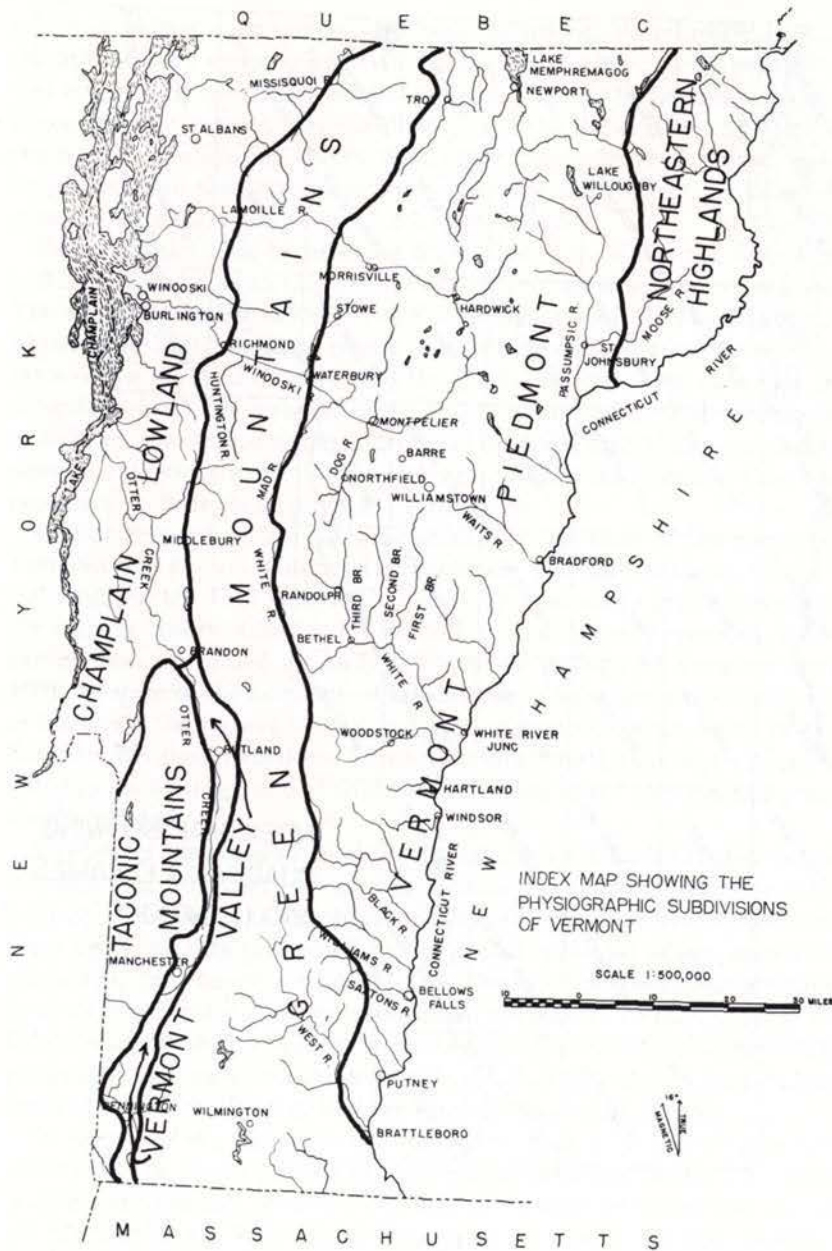 QUEBEC
LAKE
MEMPHREMAGOG
MISSISQUOI R.
TROY
NEWPORT
ST ALBANS
LAKE
WILLOUGHBY
NORTHEASTERN
HIGHLANDS
LAMOILLE R.
MORRISVILLE
WINOOSKI
BURLINGTON
STOWE
HARDWICK
MOOSE R.
PASSUMPSIC R.
ST.
JOHNSBURY
RICHMOND
WINOOSKI R.
WATERBURY
CONNECTICUT RIVER
HUNTINGTON R.
MONTPELIER
BARRE
LAKE CHAMPLAIN
DOG R.
MAD R.
NORTHFIELD
WILLIAMSTOWN
WAITS R.
OTTER CREEK
MIDDLEBURY
BRADFORD
WHITE R.
RANDOLPH
THIRD BR.
SECOND BR.
FIRST BR.
BETHEL
BRANDON
WHITE R
CHAMPLAIN LOWLAND
GREEN MOUNTAINS
VERMONT PIEDMONT
NEW YORK
NEW HAMPSHIRE
OTTER CREEK
RUTLAND
WOODSTOCK
WHITE RIVER
JUNC
HARTLAND
WINDSOR
TACONIC
MOUNTAINS
VERMONT VALLEY
BLACK R.
CONNECTICUT RIVER
INDEX MAP SHOWING THE
PHYSIOGRAPHIC SUBDIVISIONS
OF VERMONT
MANCHESTER
WILLIAMS R.
SAXTONS R.
BELLOWS
FALLS
SCALE 1:500,000
10 0 10 20 30 MILES
WEST R.
PUTNEY
BENNINGTON
WILMINGTON
BRATTLEBORO
16°
MAGNETIC
TRUE
MASSACHUSETTS